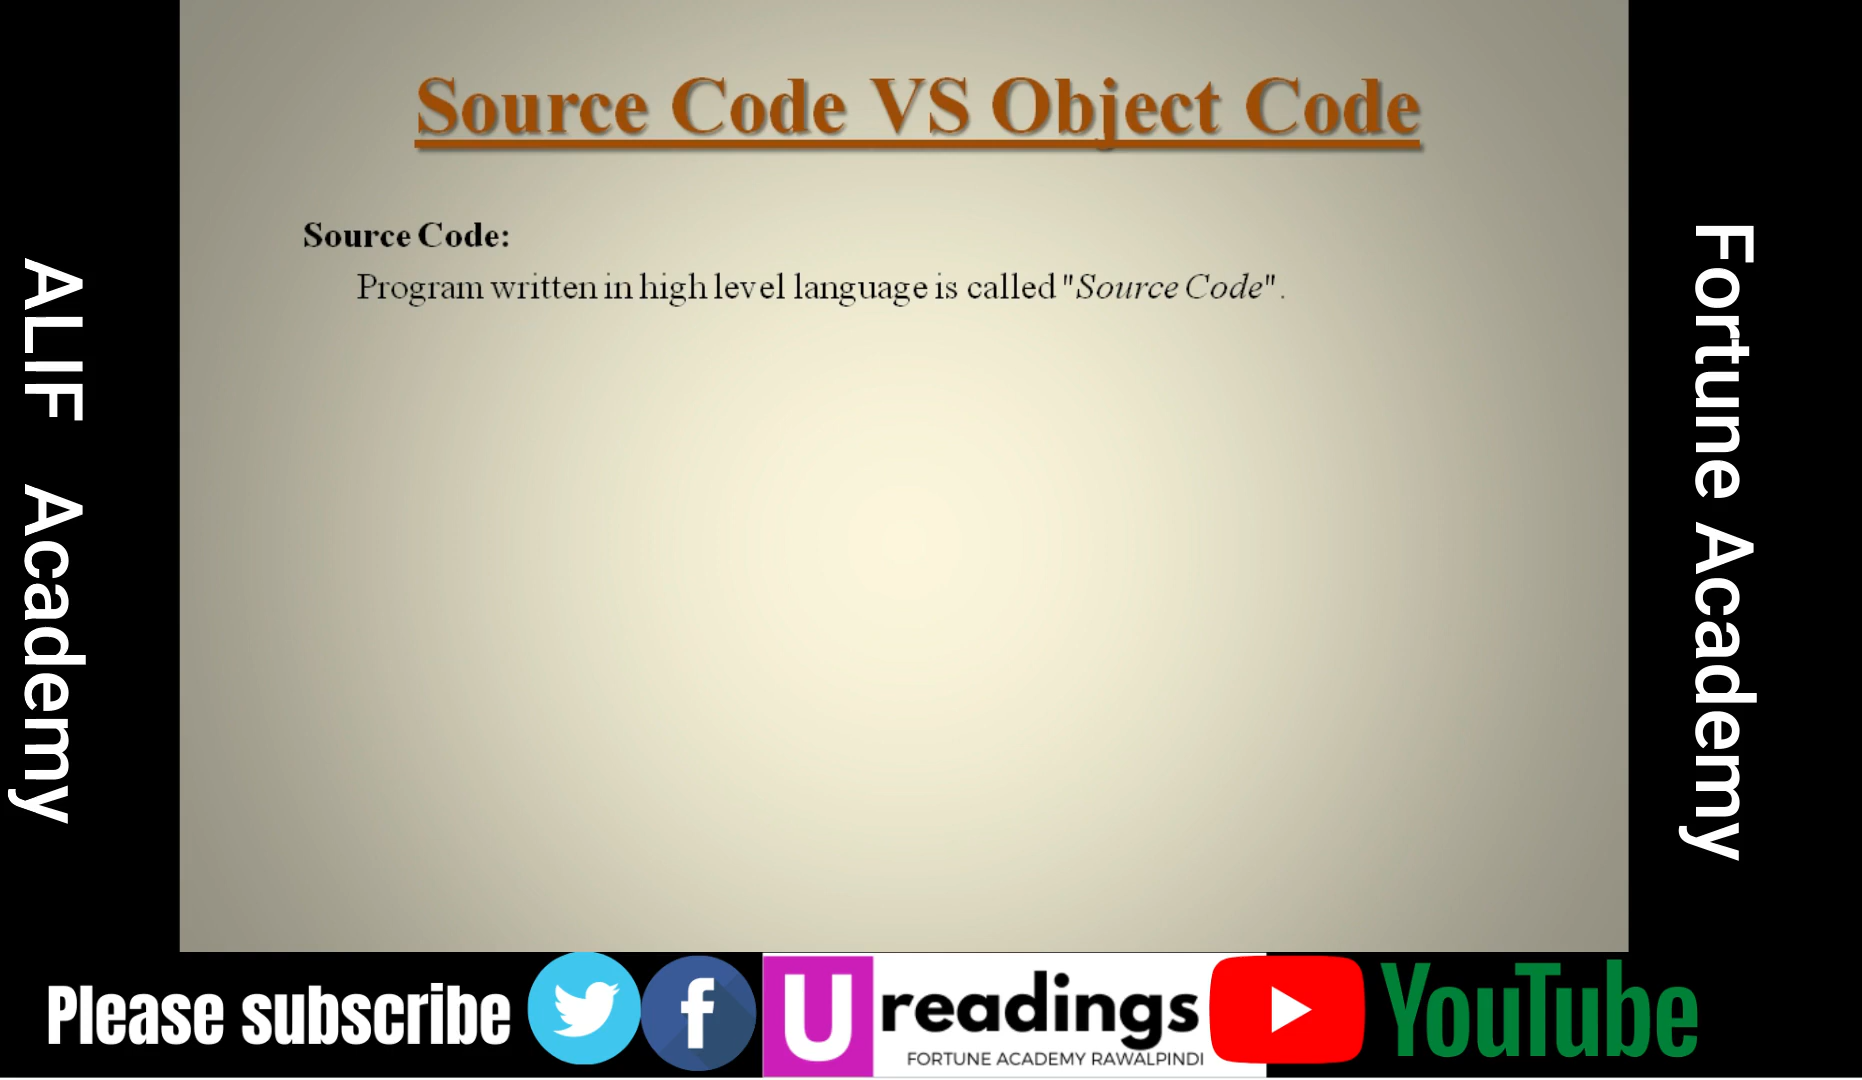 Source Code VS Object Code
Source Code:
Program written in high level language is called "Source Code".
ALIF Academy
Fortune Academy
Please subscribe
f
U readings
FORTUNE ACADEMY RAWALPINDI
YouTube